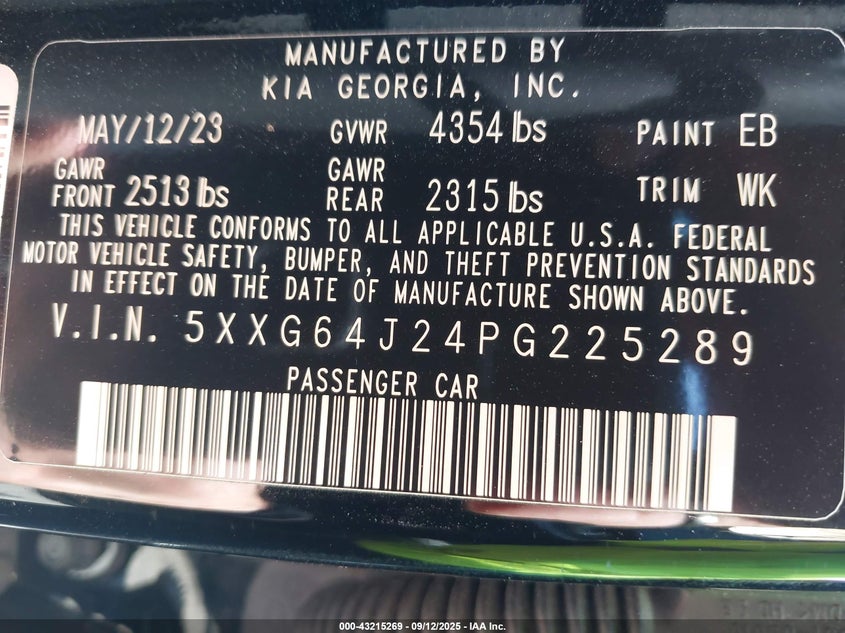 MANUFACTURED BY
KIA GEORGIA, INC.
MAY/12/23 GVWR 4354 lbs PAINT EB
GAWR FRONT 2513 lbs GAWR REAR 2315 lbs TRIM WK
THIS VEHICLE CONFORMS TO ALL APPLICABLE U.S.A. FEDERAL
MOTOR VEHICLE SAFETY, BUMPER, AND THEFT PREVENTION STANDARDS
IN EFFECT ON THE DATE OF MANUFACTURE SHOWN ABOVE.
V.I.N. 5XXG64J24PG225289
PASSENGER CAR
000-43215269 - 09/12/2025 - IAA Inc.